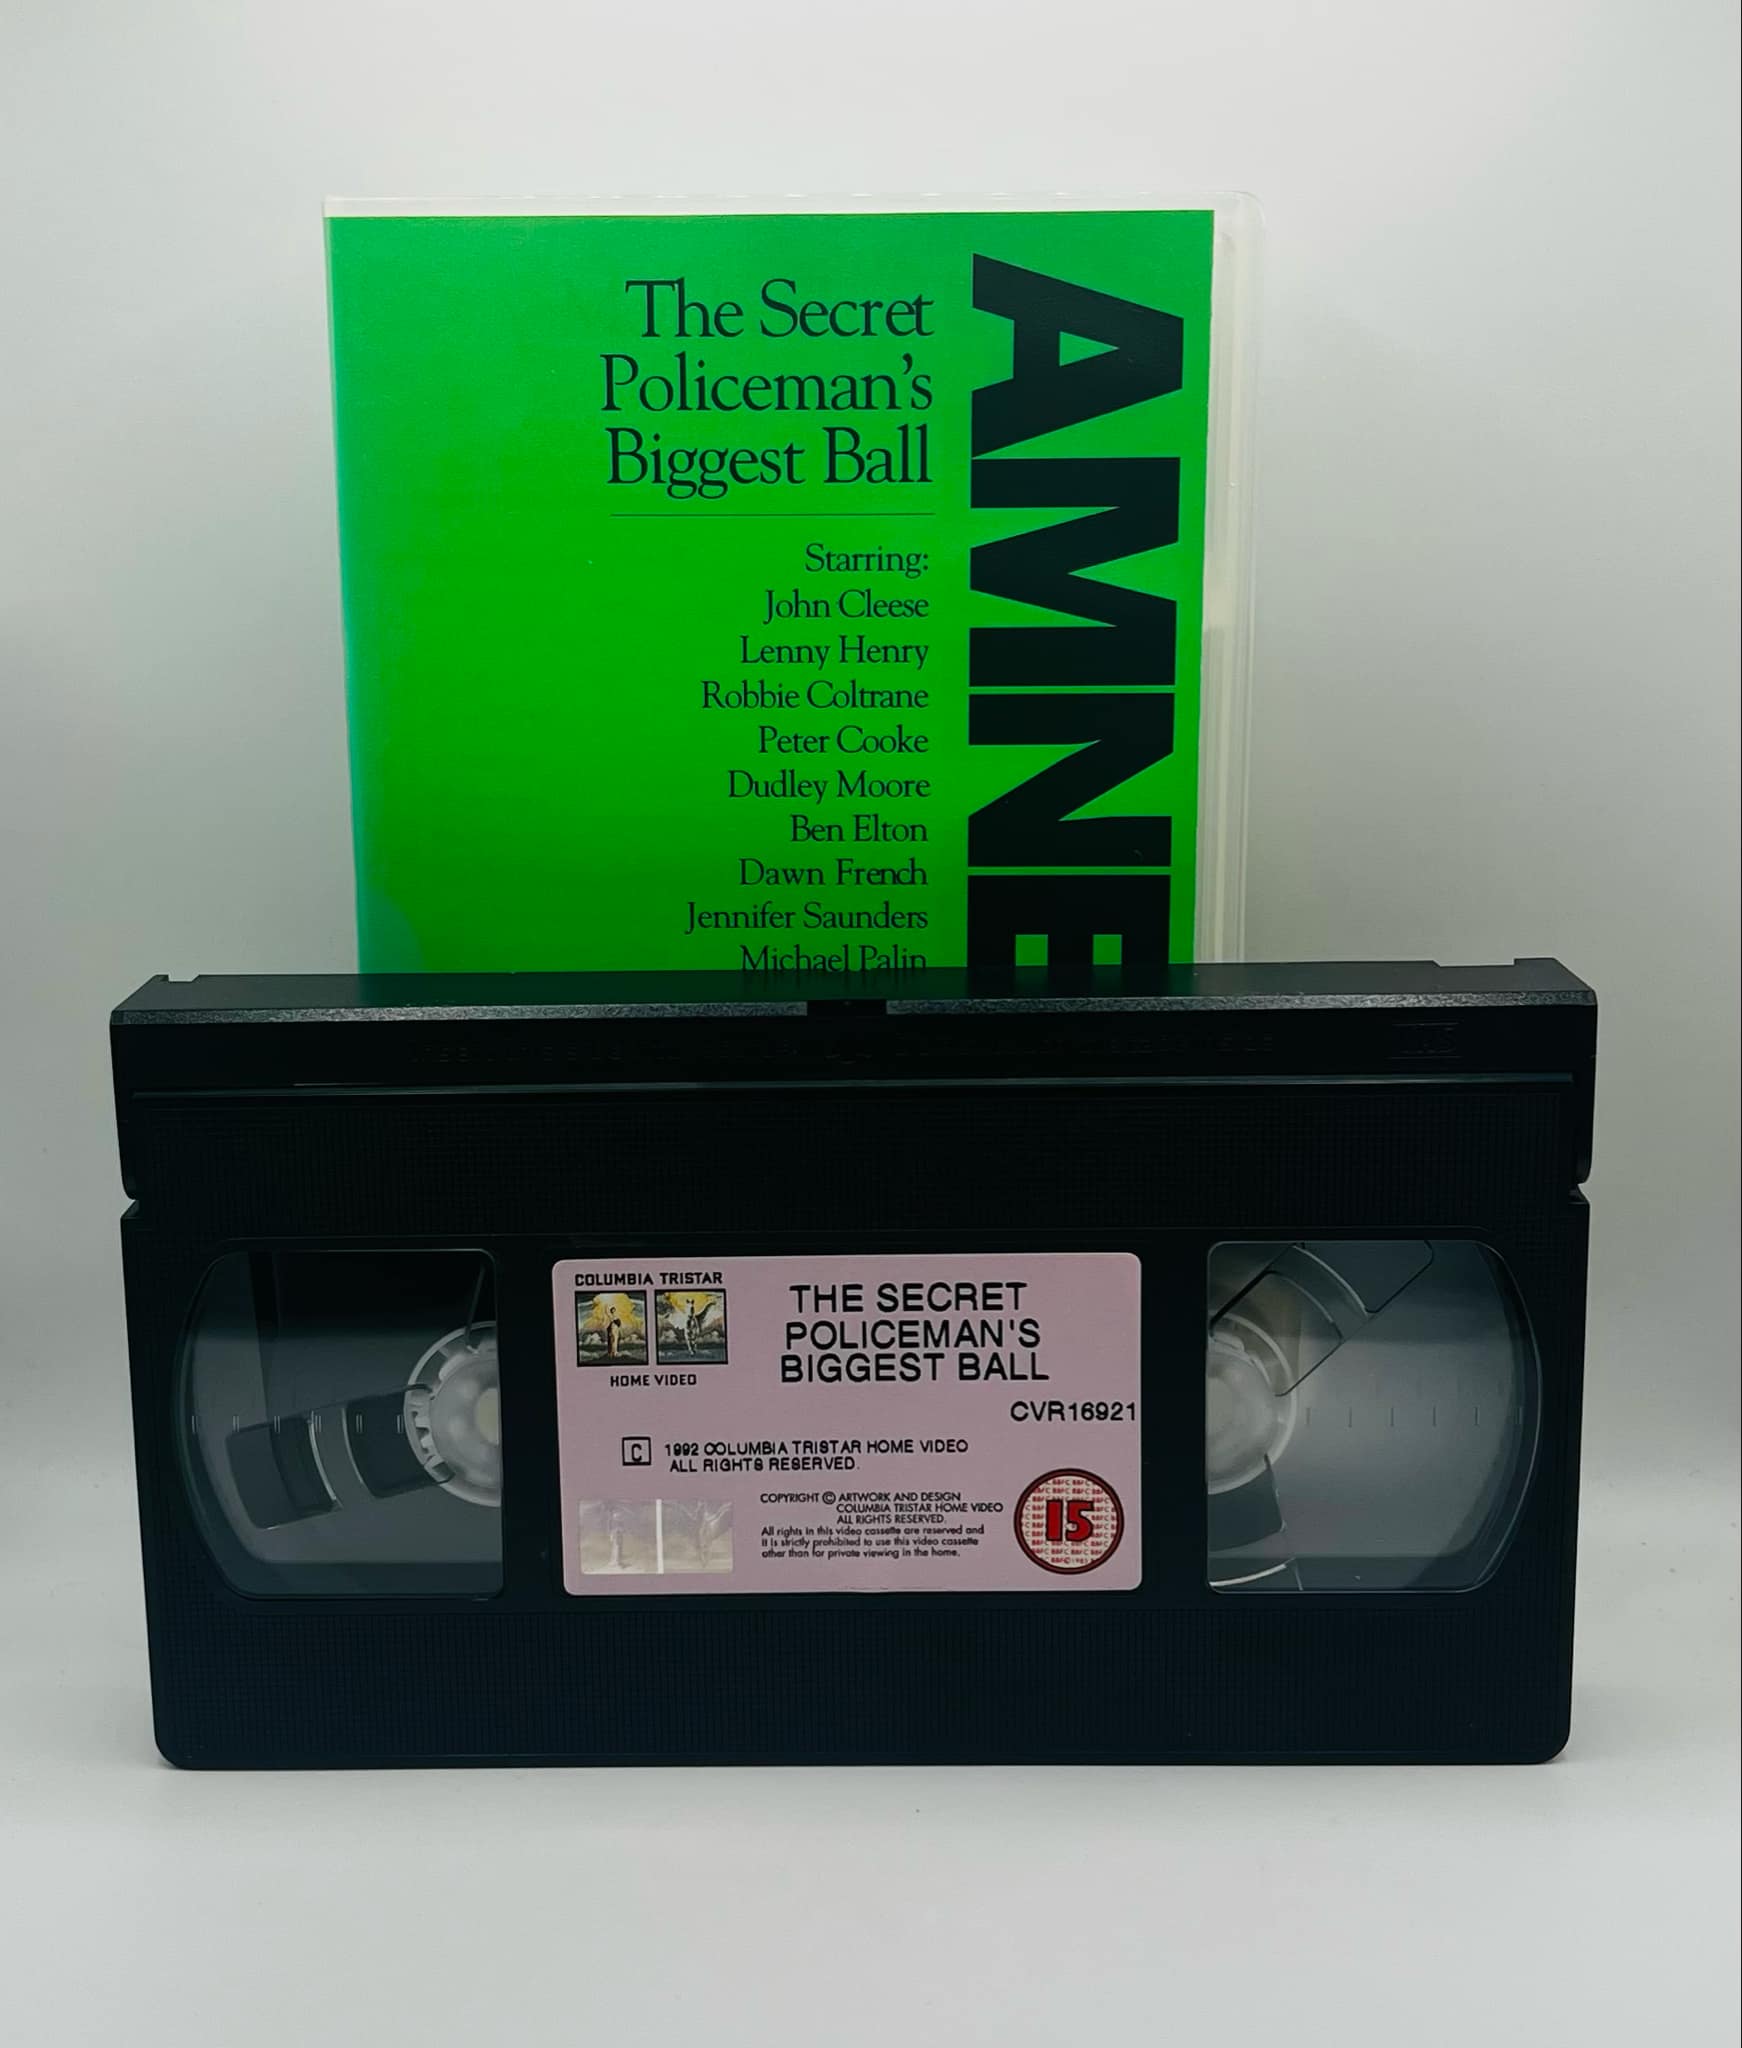 The Secret
Policeman's
Biggest Ball
Starring:
John Cleese
Lenny Henry
Robbie Coltrane
Peter Cooke
Dudley Moore
Ben Elton
Dawn French
Jennifer Saunders
Michael Palin
AMNE
VHS
COLUMBIA TRISTAR
HOME VIDEO
THE SECRET
POLICEMAN'S
BIGGEST BALL
CVR16921
C 1992 COLUMBIA TRISTAR HOME VIDEO
ALL RIGHTS RESERVED.
COPYRIGHT © ARTWORK AND DESIGN
COLUMBIA TRISTAR HOME VIDEO
ALL RIGHTS RESERVED.
All rights in this video cassette are reserved and
it is strictly prohibited to use this video cassette
other than for private viewing in the home.
15